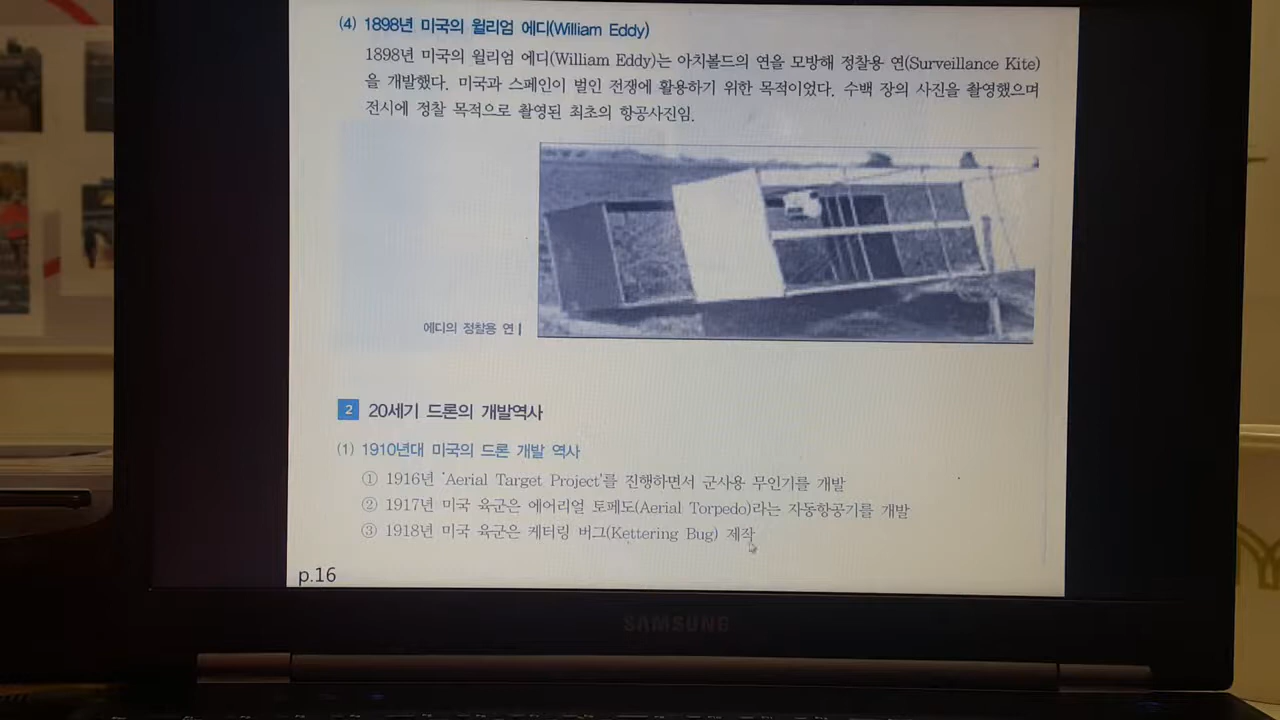 (4) 1898년 미국의 윌리엄 에디(William Eddy)
1898년 미국의 윌리엄 에디(William Eddy)는 아치볼드의 연을 모방해 정찰용 연(Surveillance Kite)
을 개발했다. 미국과 스페인이 벌인 전쟁에 활용하기 위한 목적이었다. 수백 장의 사진을 촬영했으며
전시에 정찰 목적으로 촬영된 최초의 항공사진임.
에디의 정찰용 연
2 20세기 드론의 개발역사
(1) 1910년대 미국의 드론 개발 역사
① 1916년 'Aerial Target Project'를 진행하면서 군사용 무인기를 개발
② 1917년 미국 육군은 에어리얼 토페도(Aerial Torpedo)라는 자동항공기를 개발
③ 1918년 미국 육군은 케터링 버그(Kettering Bug) 제작
p.16
SAMSUNG